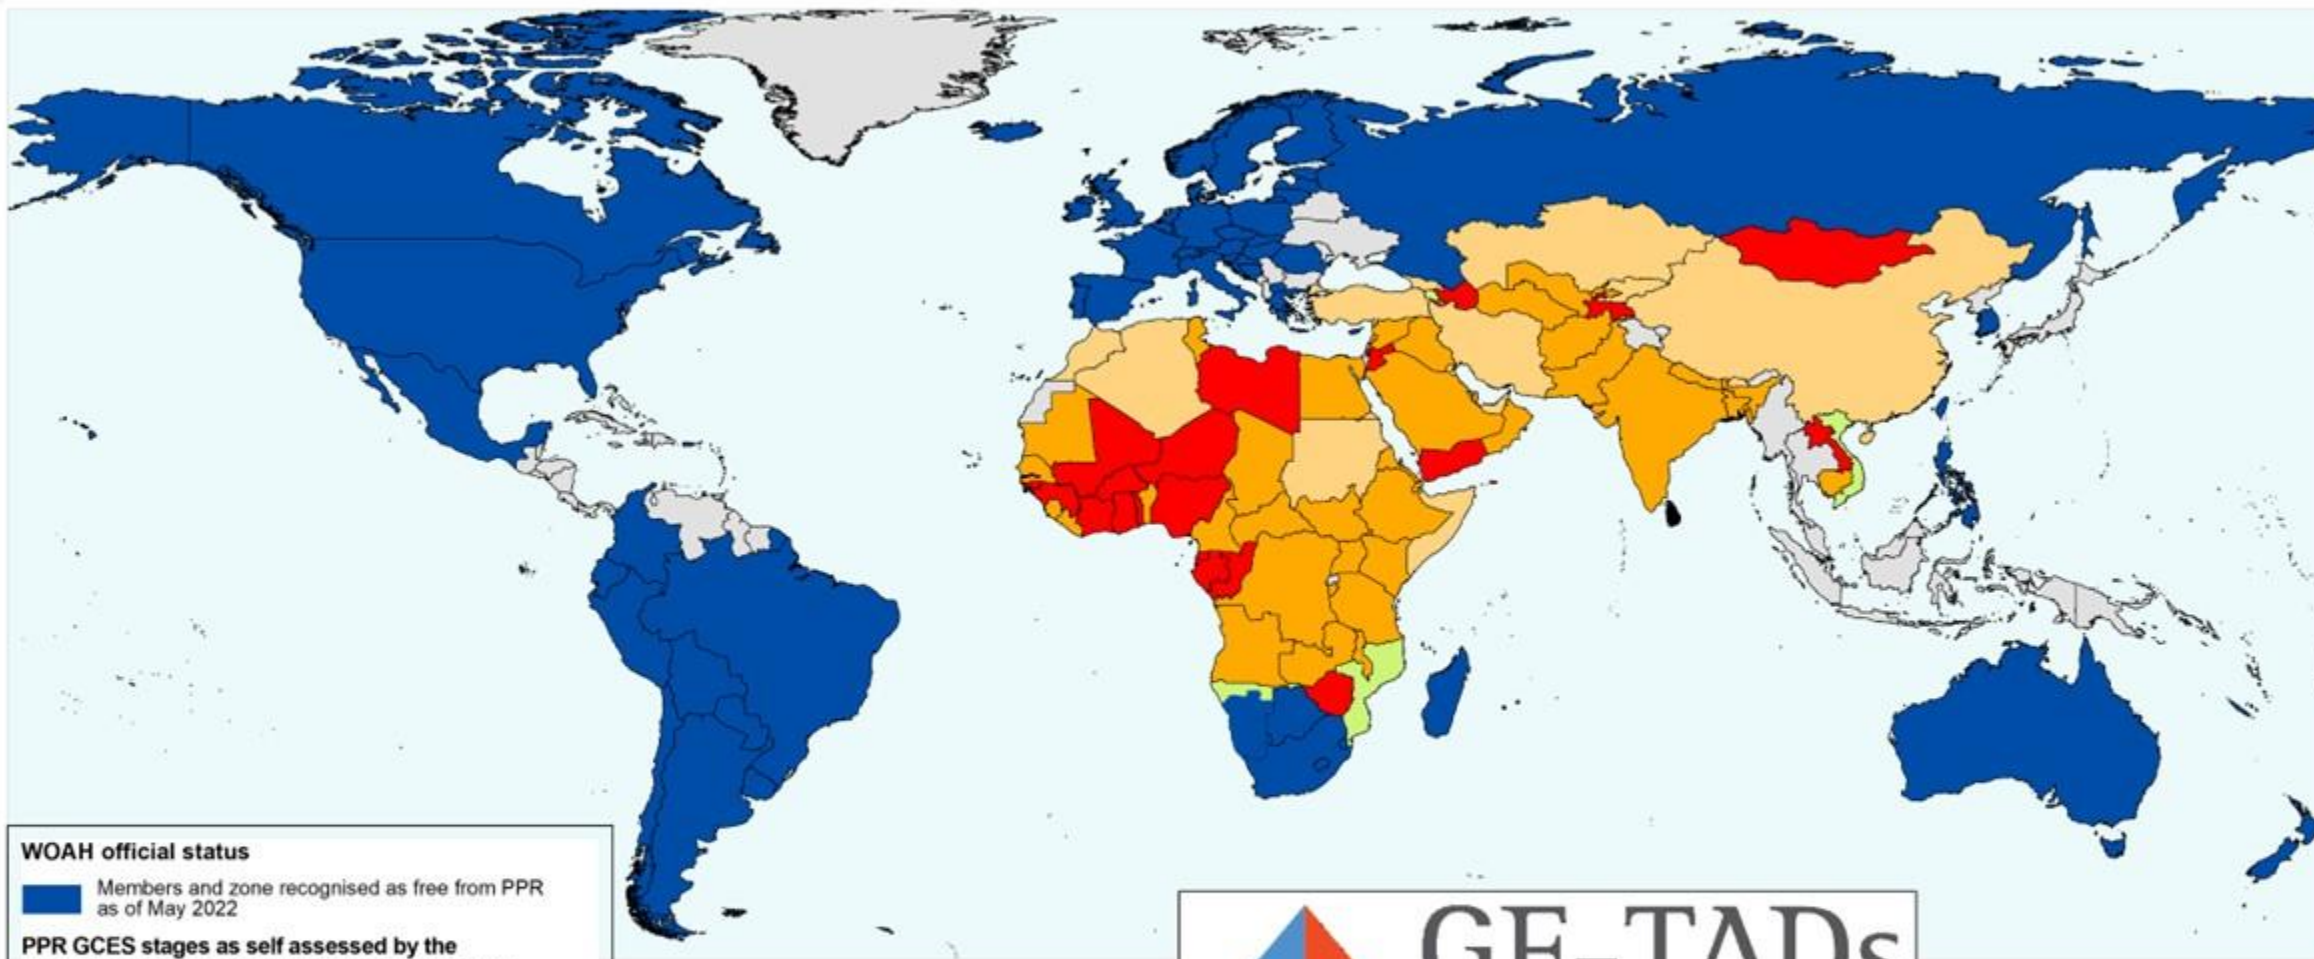 WOAH official status
Members and zone recognised as free from PPR
as of May 2022
PPR GCES stages as self assessed by the
GF-TADs